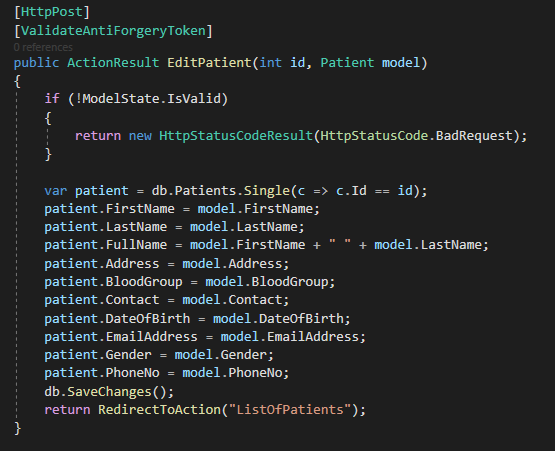 [HttpPost]
[ValidateAntiForgeryToken]
0 references
public ActionResult EditPatient(int id, Patient model)
{
if (!ModelState.IsValid)
{
return new HttpStatusCodeResult(HttpStatusCode.BadRequest);
}
var patient = db.Patients.Single(c => c.Id == id);
patient.FirstName = model.FirstName;
patient.LastName = model.LastName;
patient.FullName = model.FirstName + " " + model.LastName;
patient.Address = model.Address;
patient.BloodGroup = model.BloodGroup;
patient.Contact = model.Contact;
patient.DateOfBirth = model.DateOfBirth;
patient.EmailAddress = model.EmailAddress;
patient.Gender = model.Gender;
patient.PhoneNo = model.PhoneNo;
db.SaveChanges();
return RedirectToAction("ListOfPatients");
}